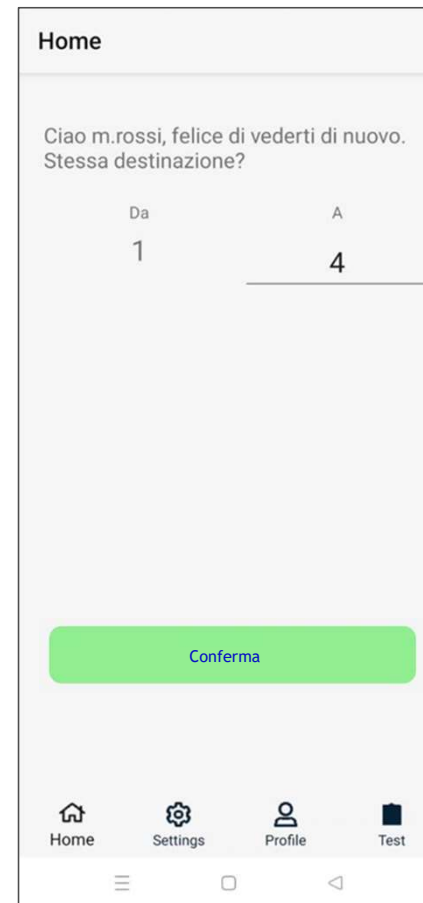 Home
Ciao m.rossi, felice di vederti di nuovo.
Stessa destinazione?
Da A
1 4
Conferma
Home Settings Profile Test